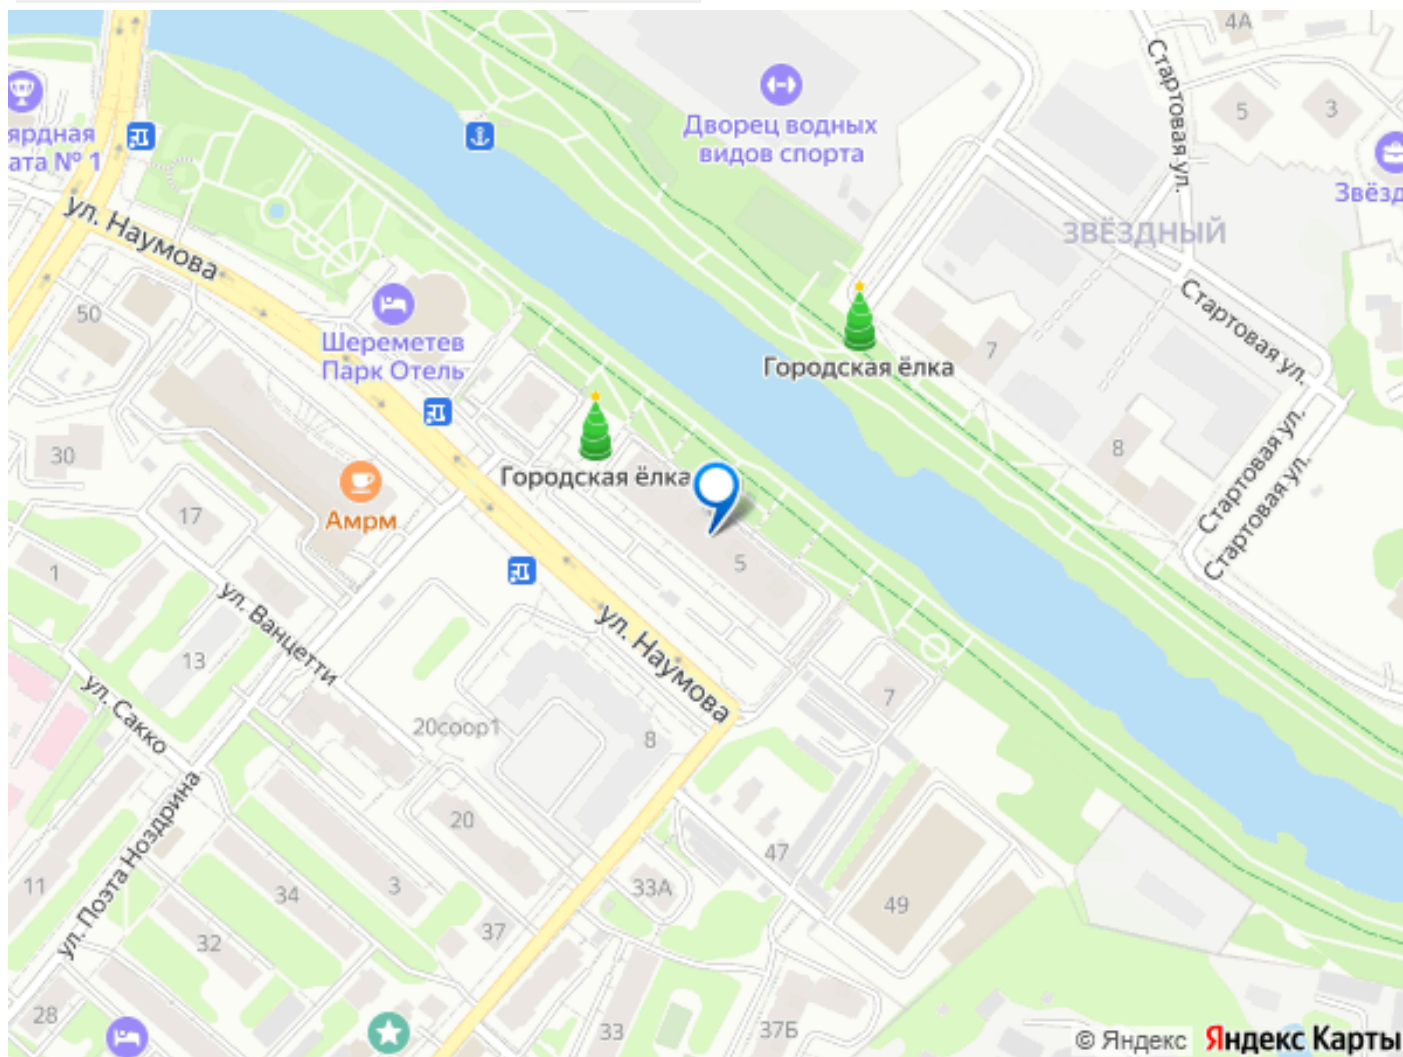 4А
Стартовая ул.
5
3
Дворец водных
видов спорта
ярдная
ата № 1
Звёзд
ул. Наумова
ЗВЁЗДНЫЙ
50
Шереметев
Парк Отель
Стартовая ул.
7
Городская ёлка
30
8
Городская ёлка
Стартовая ул.
Стартовая ул.
17
Амрм
5
1
ул. Ванцетти
ул. Наумова
13
7
ул. Сакко
20соор1
8
ул. Поэта Ноздрина
20
47
11
34
3
33А
49
32
37
28
33
37Б
© Яндекс Яндекс Карты